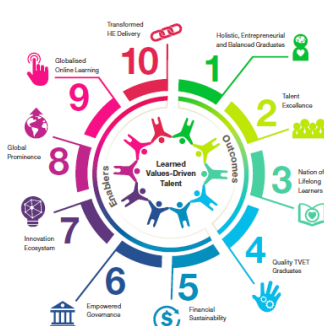 Transformed
HE Delivery
10
1
Holistic, Entrepreneurial
and Balanced Graduates
2
Talent
Excellence
3
Nation of
Lifelong
Learners
4
Quality TVET
Graduates
5
Financial
Sustainability
6
Empowered
Governance
7
Innovation
Ecosystem
8
Global
Prominence
9
Globalised
Online Learning
Enablers
Outcomes
Learned
Values-Driven
Talent
$